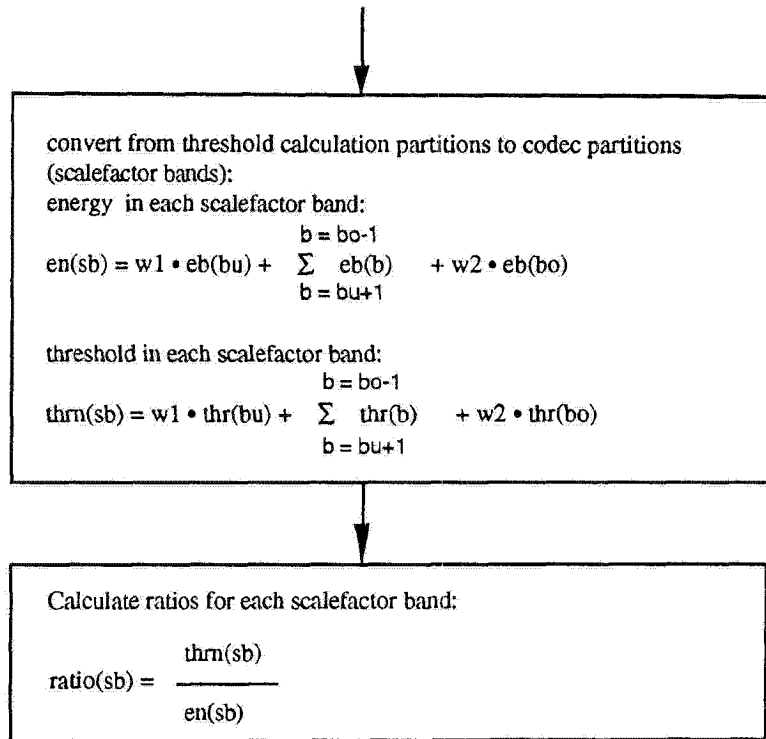 convert from threshold calculation partitions to codec partitions
(scalefactor bands):
energy in each scalefactor band:
b = bo-1
en(sb) = w1 • eb(bu) + Σ eb(b) + w2 • eb(bo)
b = bu+1
threshold in each scalefactor band:
b = bo-1
thrn(sb) = w1 • thr(bu) + Σ thr(b) + w2 • thr(bo)
b = bu+1
Calculate ratios for each scalefactor band:
thrn(sb)
ratio(sb) =
en(sb)